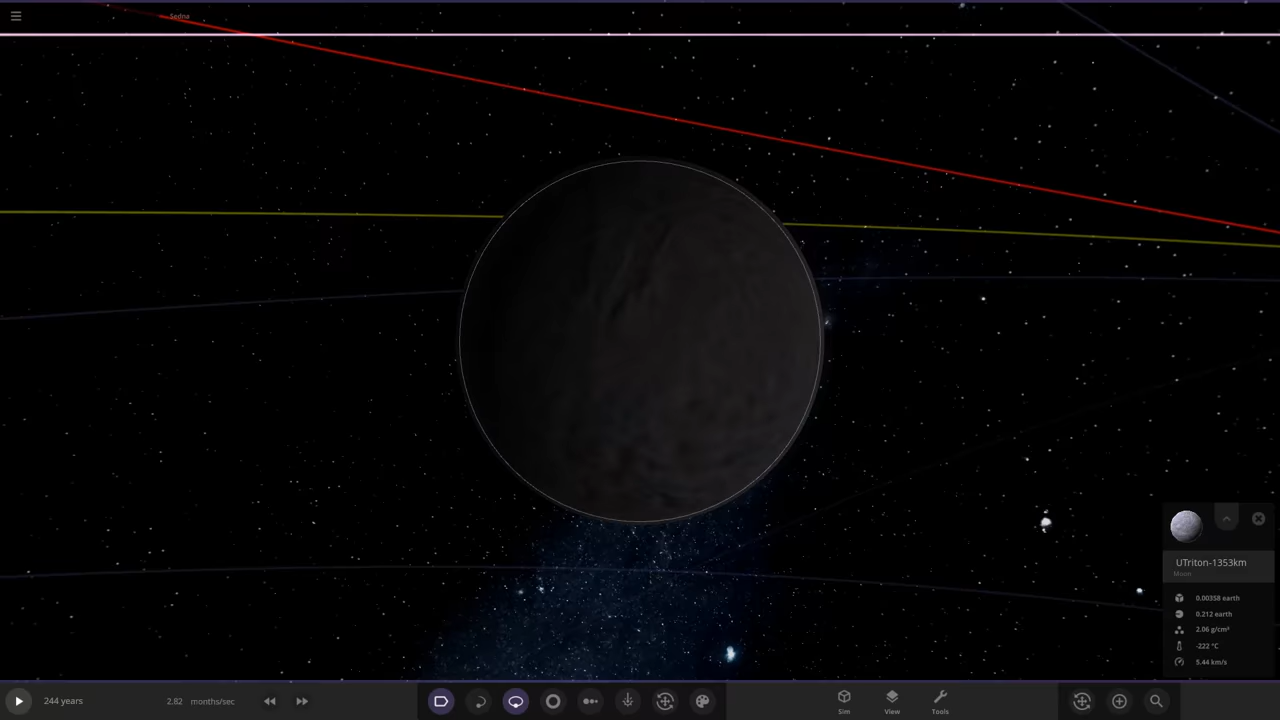 Sedna
UTriton-1353km
Moon
0.00358 earth
0.212 earth
2.06 g/cm³
-222 °C
5.44 km/s
244 years
2.82 months/sec
Sim
View
Tools